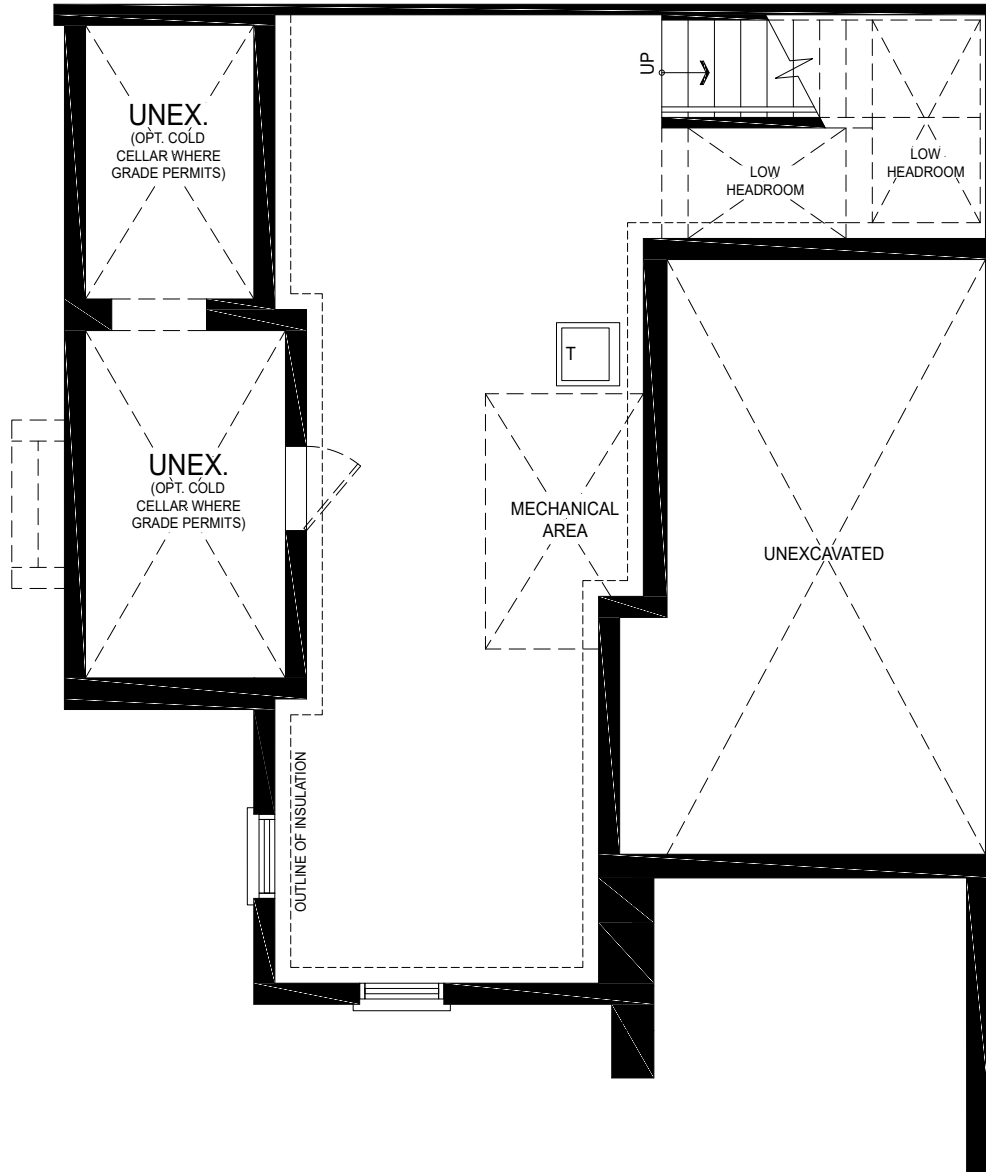 UP
UNEX.
(OPT. COLD
CELLAR WHERE
GRADE PERMITS)
LOW
HEADROOM
LOW
HEADROOM
T
UNEX.
(OPT. COLD
CELLAR WHERE
GRADE PERMITS)
MECHANICAL
AREA
UNEXCAVATED
OUTLINE OF INSULATION